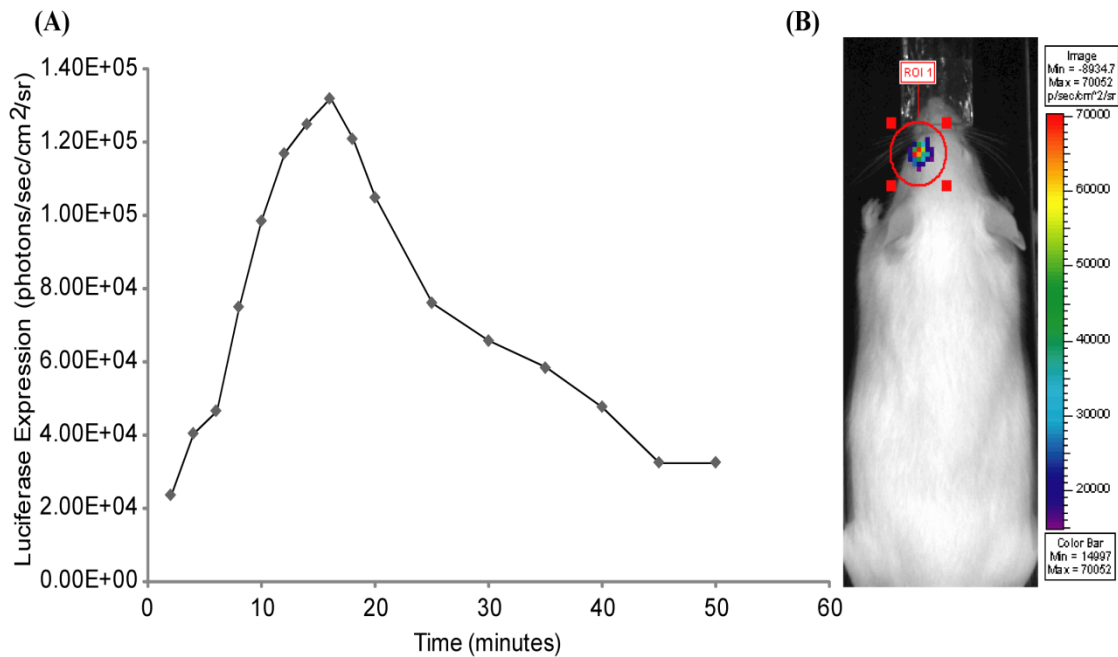 (A)
Luciferase Expression (photons/sec/cm²/sr)
1.40E+05
1.20E+05
1.00E+05
8.00E+04
6.00E+04
4.00E+04
2.00E+04
0.00E+00
0 10 20 30 40 50 60
Time (minutes)
(B)
ROI 1
Image
Min = -8934.7
Max = 70052
p/sec/cm^2/sr
70000
60000
50000
40000
30000
20000
Color Bar
Min = 14997
Max = 70052